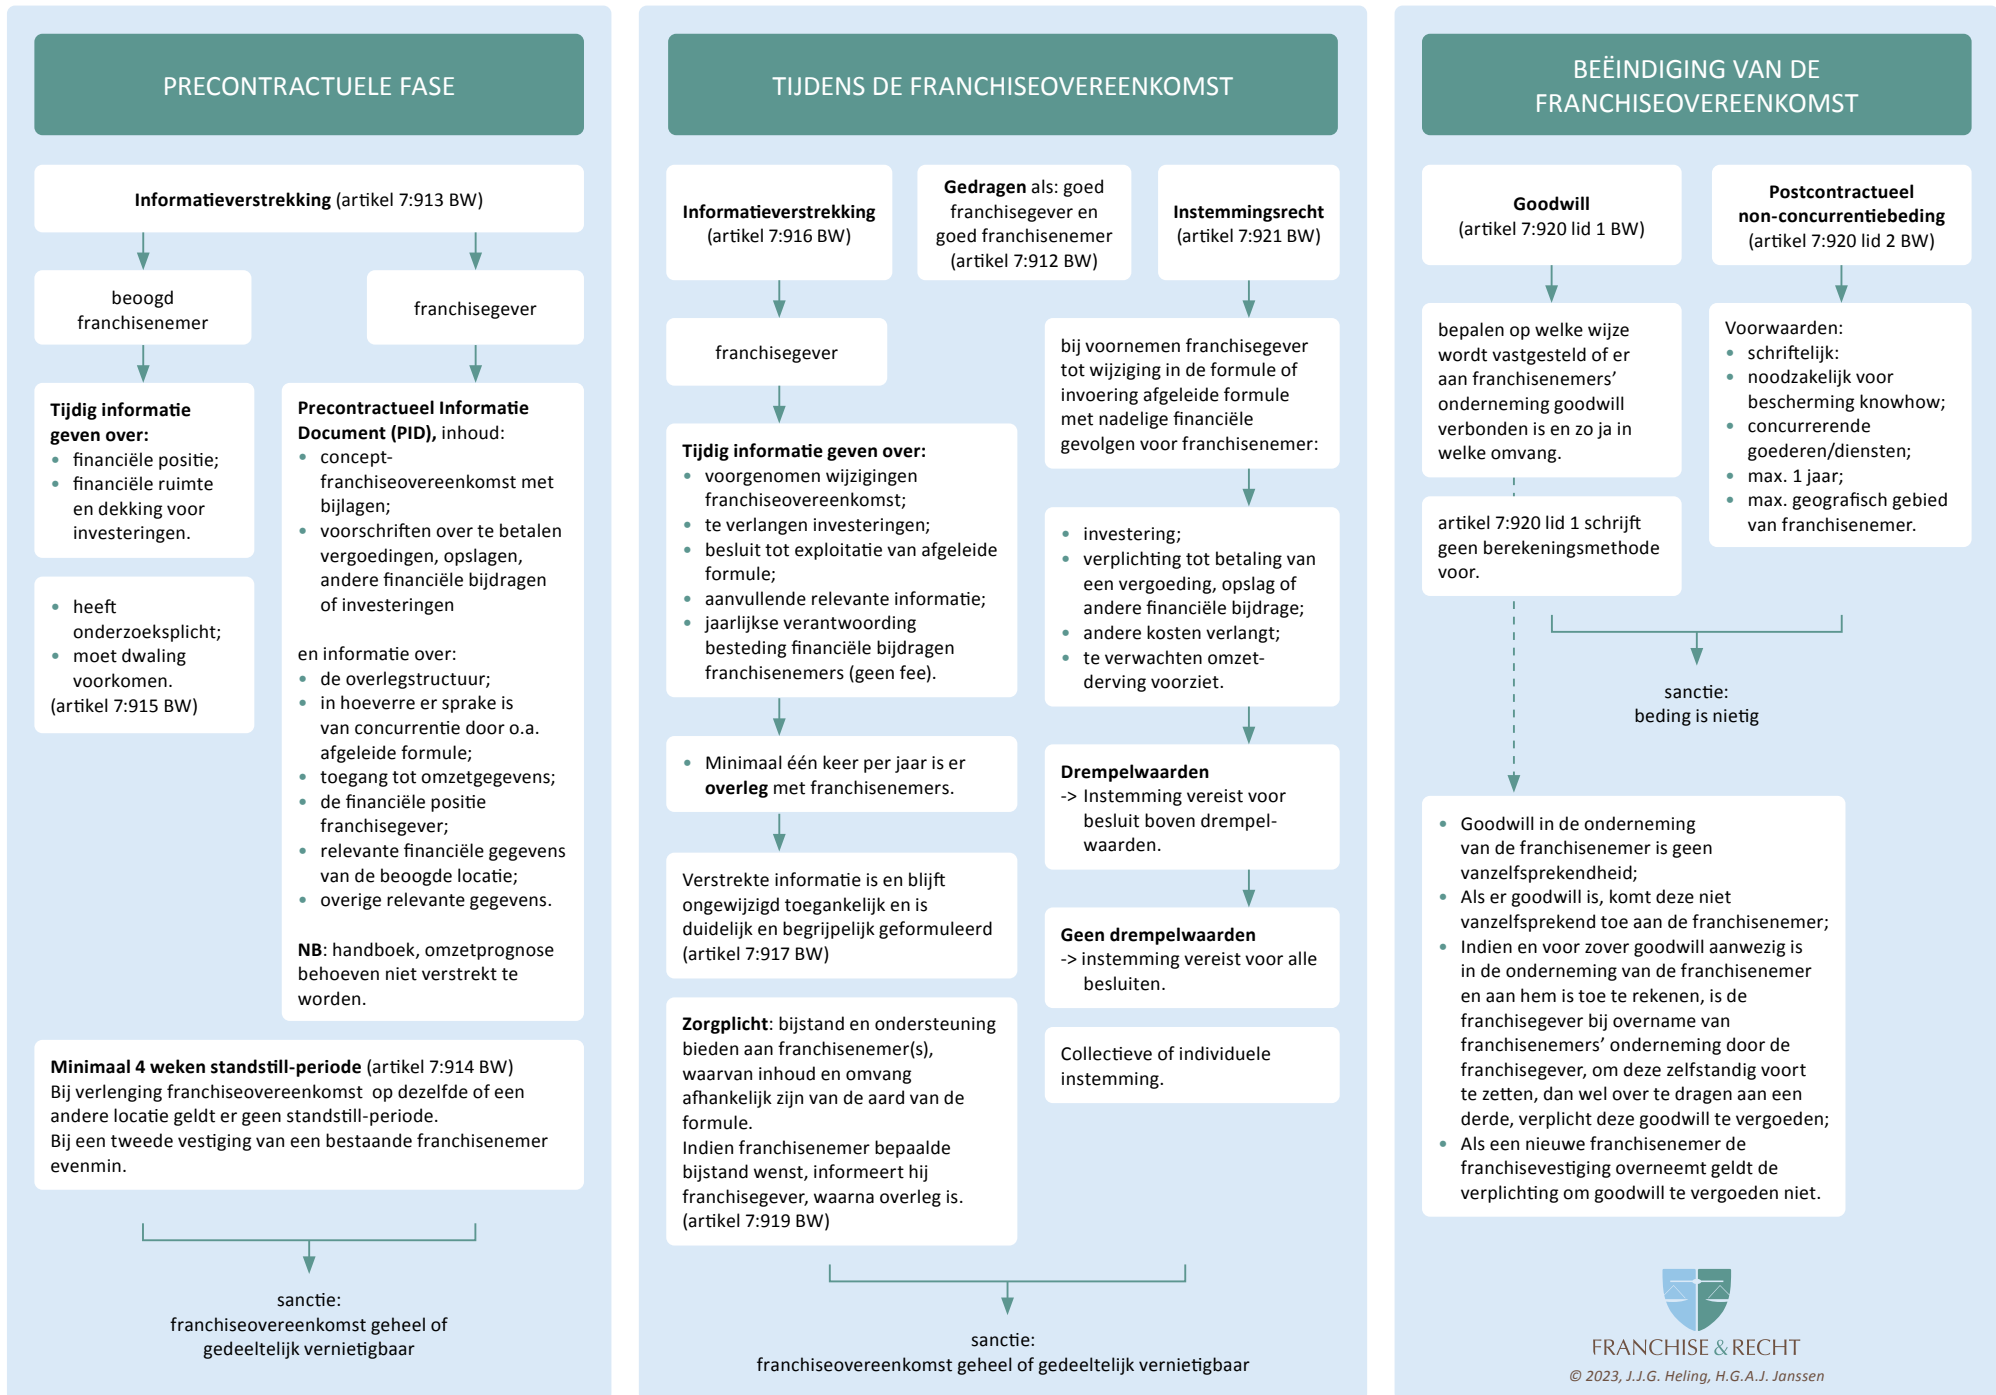 PRECONTRACTUELE FASE
Informatieverstrekking (artikel 7:913 BW)
beoogd
franchisenemer
franchisegever
Tijdig informatie
geven over:
• financiële positie;
• financiële ruimte
en dekking voor
investeringen.
• heeft
onderzoeksplicht;
• moet dwaling
voorkomen.
(artikel 7:915 BW)
Precontractueel Informatie
Document (PID), inhoud:
• concept-
franchiseovereenkomst met
bijlagen;
• voorschriften over te betalen
vergoedingen, opslagen,
andere financiële bijdragen
of investeringen
en informatie over:
• de overlegstructuur;
• in hoeverre er sprake is
van concurrentie door o.a.
afgeleide formule;
• toegang tot omzetgegevens;
• de financiële positie
franchisegever;
• relevante financiële gegevens
van de beoogde locatie;
• overige relevante gegevens.
NB: handboek, omzetprognose
behoeven niet verstrekt te
worden.
Minimaal 4 weken standstill-periode (artikel 7:914 BW)
Bij verlenging franchiseovereenkomst op dezelfde of een
andere locatie geldt er geen standstill-periode.
Bij een tweede vestiging van een bestaande franchisenemer
evenmin.
sanctie:
franchiseovereenkomst geheel of
gedeeltelijk vernietigbaar
TIJDENS DE FRANCHISEOVEREENKOMST
Informatieverstrekking
(artikel 7:916 BW)
Gedragen als: goed
franchisegever en
goed franchisenemer
(artikel 7:912 BW)
Instemmingsrecht
(artikel 7:921 BW)
franchisegever
Tijdig informatie geven over:
• voorgenomen wijzigingen
franchiseovereenkomst;
• te verlangen investeringen;
• besluit tot exploitatie van afgeleide
formule;
• aanvullende relevante informatie;
• jaarlijkse verantwoording
besteding financiële bijdragen
franchisenemers (geen fee).
• Minimaal één keer per jaar is er
overleg met franchisenemers.
Verstrekte informatie is en blijft
ongewijzigd toegankelijk en is
duidelijk en begrijpelijk geformuleerd
(artikel 7:917 BW)
Zorgplicht: bijstand en ondersteuning
bieden aan franchisenemer(s),
waarvan inhoud en omvang
afhankelijk zijn van de aard van de
formule.
Indien franchisenemer bepaalde
bijstand wenst, informeert hij
franchisegever, waarna overleg is.
(artikel 7:919 BW)
bij voornemen franchisegever
tot wijziging in de formule of
invoering afgeleide formule
met nadelige financiële
gevolgen voor franchisenemer:
• investering;
• verplichting tot betaling van
een vergoeding, opslag of
andere financiële bijdrage;
• andere kosten verlangt;
• te verwachten omzet-
derving voorziet.
Drempelwaarden
-> Instemming vereist voor
besluit boven drempel-
waarden.
Geen drempelwaarden
-> instemming vereist voor alle
besluiten.
Collectieve of individuele
instemming.
sanctie:
franchiseovereenkomst geheel of gedeeltelijk vernietigbaar
BEËINDIGING VAN DE
FRANCHISEOVEREENKOMST
Goodwill
(artikel 7:920 lid 1 BW)
Postcontractueel
non-concurrentiebeding
(artikel 7:920 lid 2 BW)
bepalen op welke wijze
wordt vastgesteld of er
aan franchisenemers’
onderneming goodwill
verbonden is en zo ja in
welke omvang.
artikel 7:920 lid 1 schrijft
geen berekeningsmethode
voor.
Voorwaarden:
• schriftelijk:
• noodzakelijk voor
bescherming knowhow;
• concurrerende
goederen/diensten;
• max. 1 jaar;
• max. geografisch gebied
van franchisenemer.
sanctie:
beding is nietig
• Goodwill in de onderneming
van de franchisenemer is geen
vanzelfsprekendheid;
• Als er goodwill is, komt deze niet
vanzelfsprekend toe aan de franchisenemer;
• Indien en voor zover goodwill aanwezig is
in de onderneming van de franchisenemer
en aan hem is toe te rekenen, is de
franchisegever bij overname van
franchisenemers’ onderneming door de
franchisegever, om deze zelfstandig voort
te zetten, dan wel over te dragen aan een
derde, verplicht deze goodwill te vergoeden;
• Als een nieuwe franchisenemer de
franchisevestiging overneemt geldt de
verplichting om goodwill te vergoeden niet.
FRANCHISE & RECHT
© 2023, J.J.G. Heling, H.G.A.J. Janssen